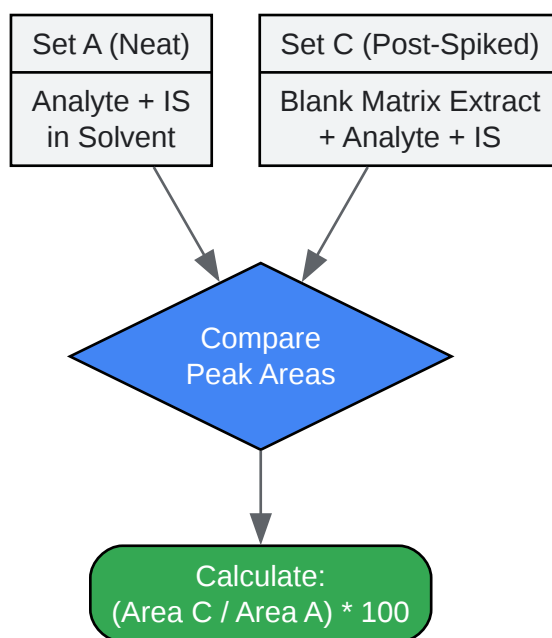 Set A (Neat)
Analyte + IS
in Solvent
Set C (Post-Spiked)
Blank Matrix Extract
+ Analyte + IS
Compare
Peak Areas
Calculate:
(Area C / Area A) * 100